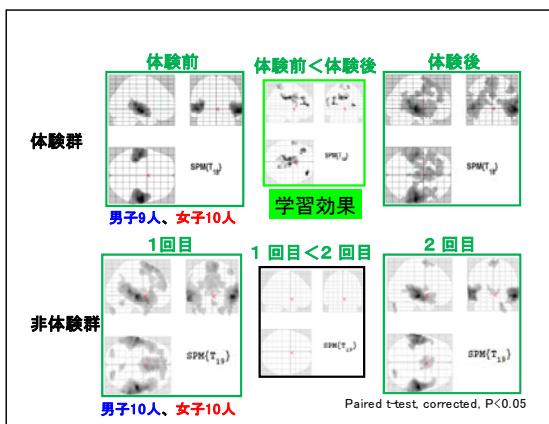 体験前
体験前<体験後
体験後
体験群
SPM{T₁₈}
SPM{T₁₈}
SPM{T₁₈}
学習効果
男子9人、女子10人
1回目
1 回目<2 回目
2 回目
非体験群
SPM{T₁₉}
SPM{T₁₉}
SPM{T₁₉}
男子10人、女子10人
Paired t-test, corrected, P<0.05